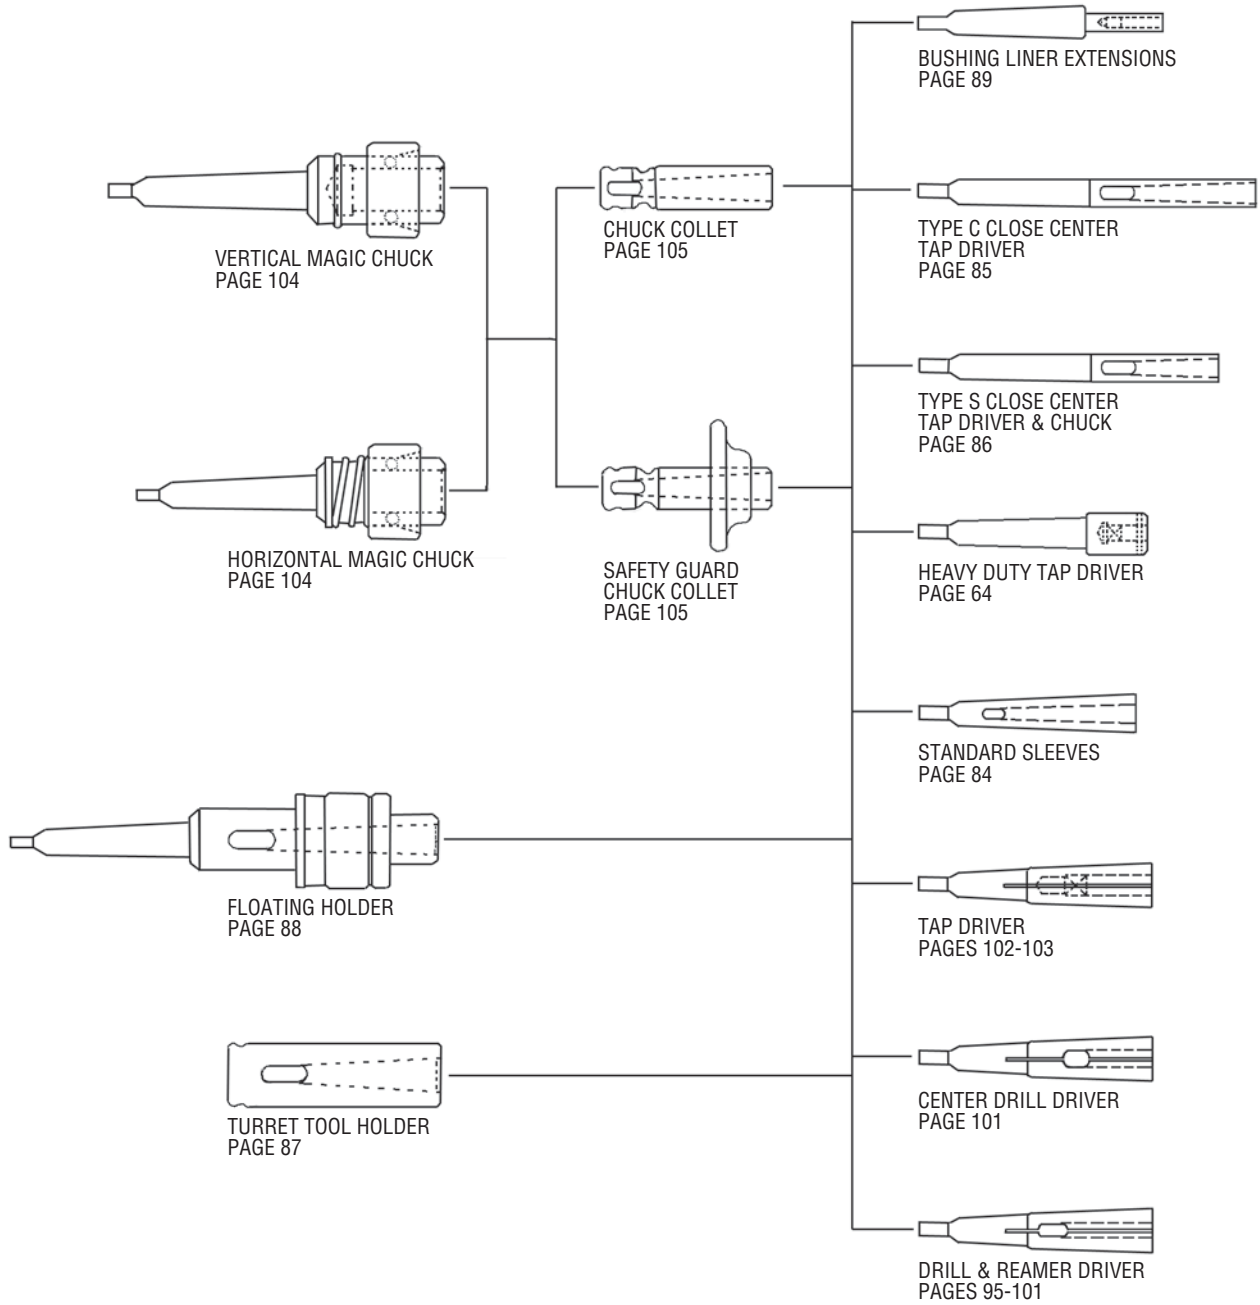 BUSHING LINER EXTENSIONS
PAGE 89
VERTICAL MAGIC CHUCK
PAGE 104
CHUCK COLLET
PAGE 105
TYPE C CLOSE CENTER
TAP DRIVER
PAGE 85
TYPE S CLOSE CENTER
TAP DRIVER & CHUCK
PAGE 86
HORIZONTAL MAGIC CHUCK
PAGE 104
SAFETY GUARD
CHUCK COLLET
PAGE 105
HEAVY DUTY TAP DRIVER
PAGE 64
STANDARD SLEEVES
PAGE 84
FLOATING HOLDER
PAGE 88
TAP DRIVER
PAGES 102-103
TURRET TOOL HOLDER
PAGE 87
CENTER DRILL DRIVER
PAGE 101
DRILL & REAMER DRIVER
PAGES 95-101